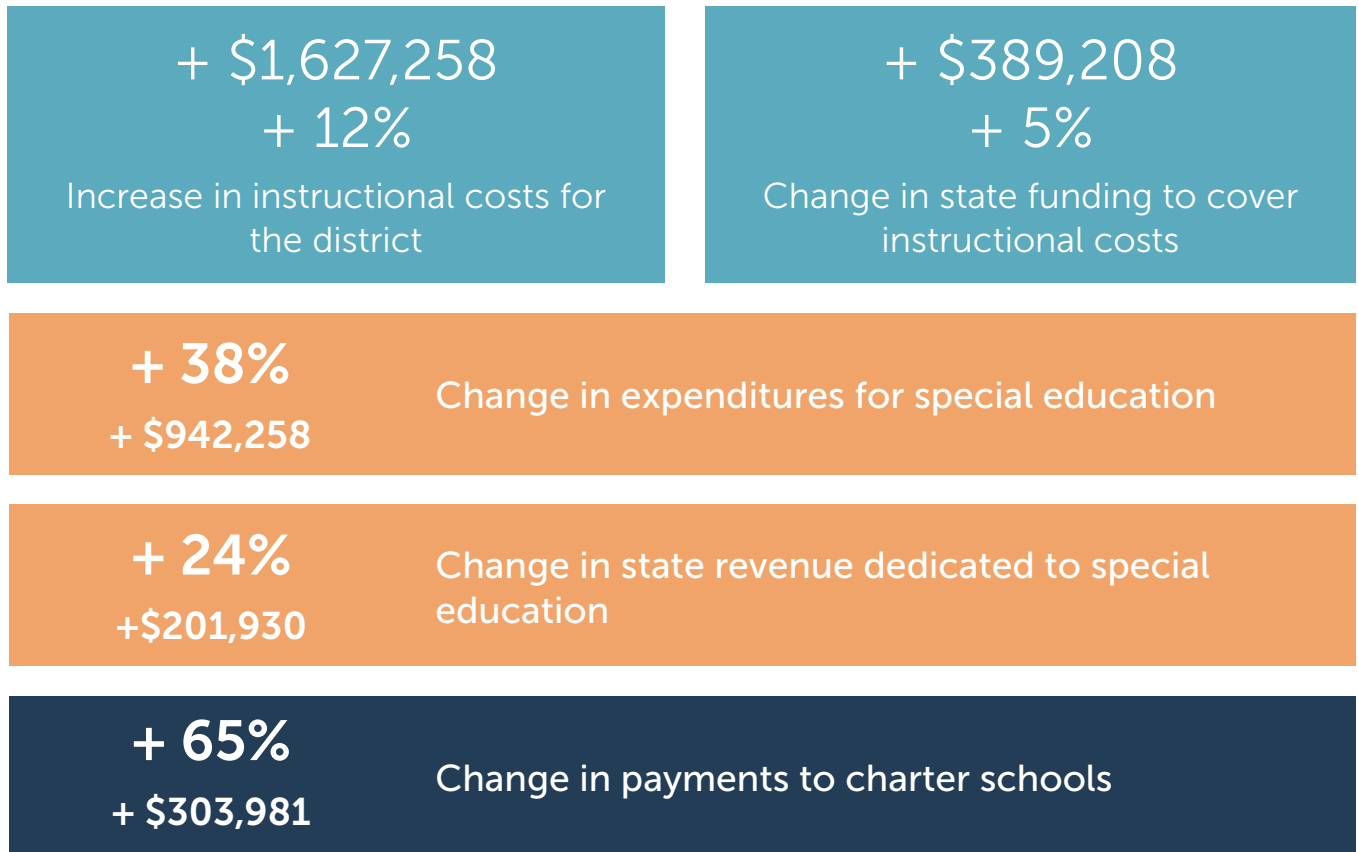 + $1,627,258
+ 12%
Increase in instructional costs for
the district
+ $389,208
+ 5%
Change in state funding to cover
instructional costs
+ 38%
+ $942,258
Change in expenditures for special education
+ 24%
+$201,930
Change in state revenue dedicated to special
education
+ 65%
+ $303,981
Change in payments to charter schools